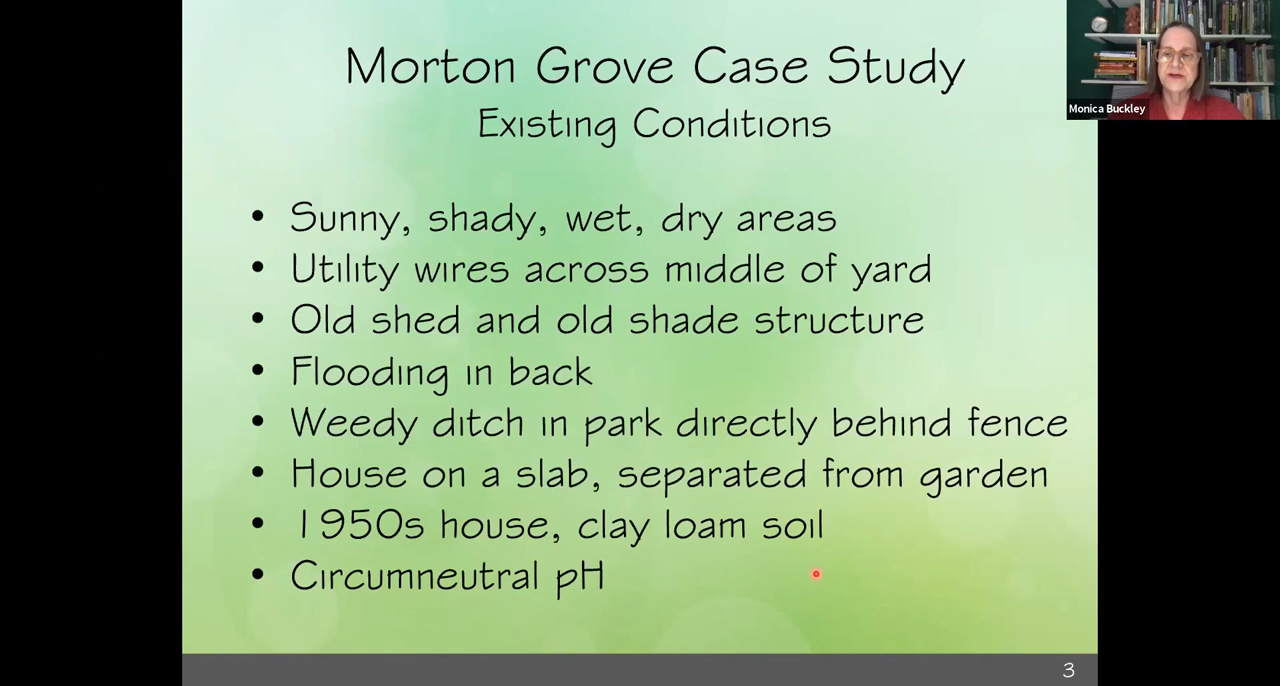 Morton Grove Case Study
Existing Conditions
Monica Buckley
• Sunny, shady, wet, dry areas
• Utility wires across middle of yard
• Old shed and old shade structure
• Flooding in back
• Weedy ditch in park directly behind fence
• House on a slab, separated from garden
• 1950s house, clay loam soil
• Circumneutral pH
3